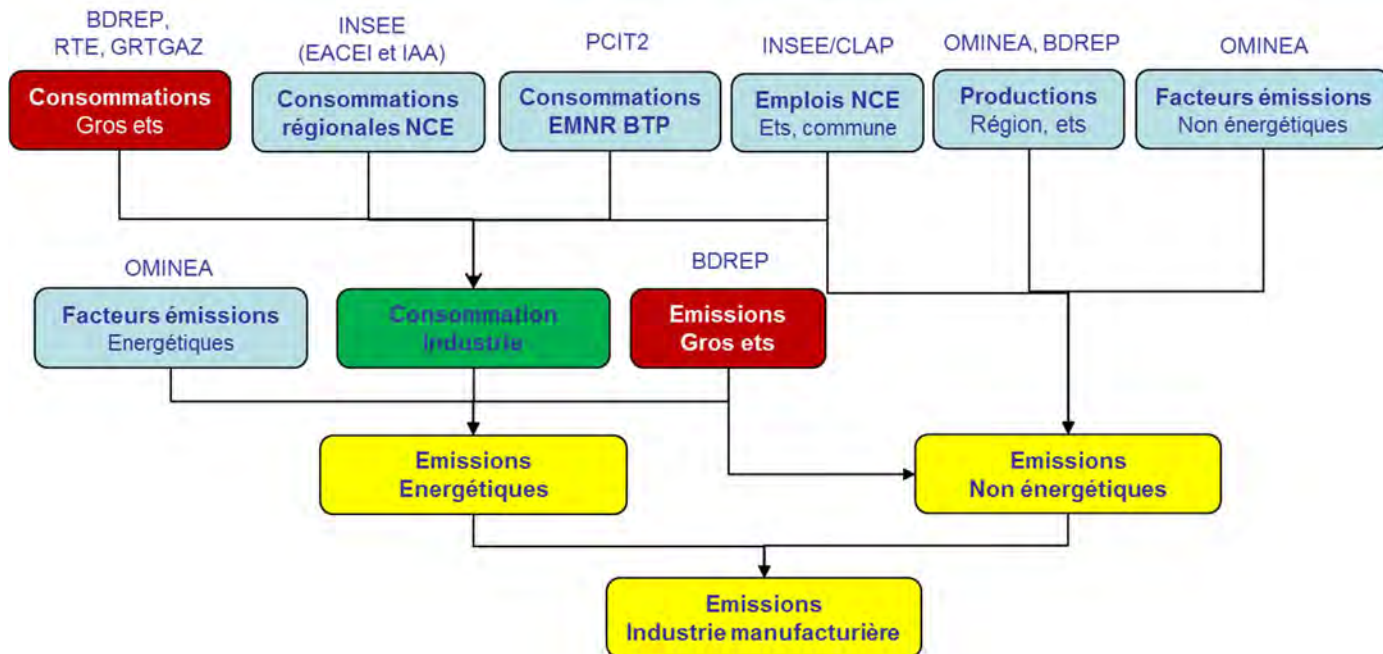 BDREP,
RTE, GRTGAZ
Consommations
Gros ets
INSEE
(EACEI et IAA)
Consommations
régionales NCE
PCIT2
Consommations
EMNR BTP
INSEE/CLAP
Emplois NCE
Ets, commune
OMINEA, BDREP
Productions
Région, ets
OMINEA
Facteurs émissions
Non énergétiques
OMINEA
Facteurs émissions
Energétiques
Consommation
Industrie
BDREP
Emissions
Gros ets
Emissions
Energétiques
Emissions
Non énergétiques
Emissions
Industrie manufacturière